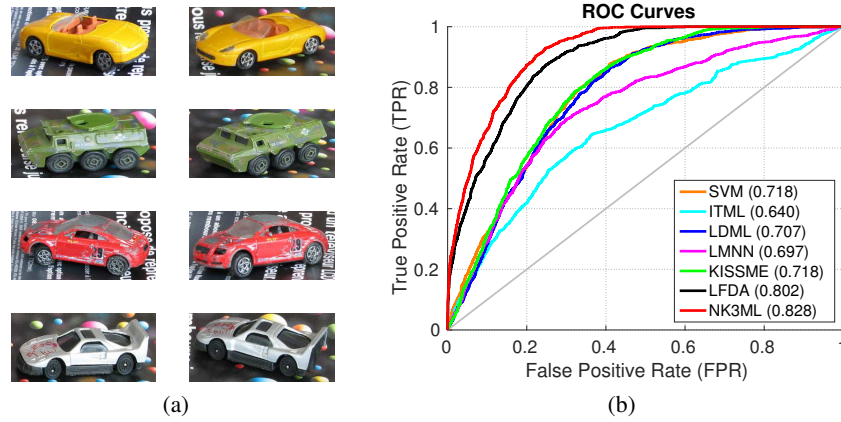 ROC Curves
True Positive Rate (TPR)
1
0.8
0.6
0.4
0.2
0
0
0.2
0.4
0.6
0.8
1
False Positive Rate (FPR)
SVM (0.718)
ITML (0.640)
LDML (0.707)
LMNN (0.697)
KISSME (0.718)
LFDA (0.802)
NK3ML (0.828)
(a)
(b)